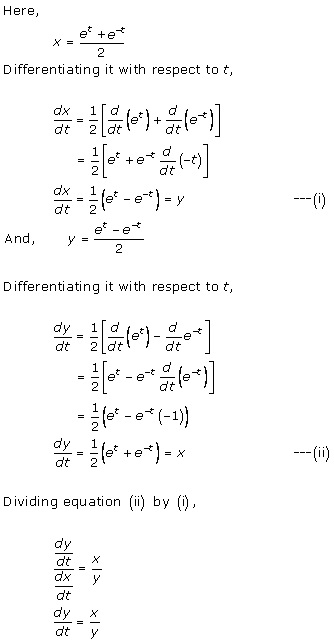 Here,
x = (e^t + e^-t)/2
Differentiating it with respect to t,
dx/dt = 1/2[d/dt(e^t) + d/dt(e^-t)]
= 1/2[e^t + e^-t d/dt(-t)]
dx/dt = 1/2(e^t - e^-t) = y ---(i)
And, y = (e^t - e^-t)/2
Differentiating it with respect to t,
dy/dt = 1/2[d/dt(e^t) - d/dt e^-t]
= 1/2[e^t - e^-t d/dt(e^-t)]
= 1/2(e^t - e^-t (-1))
dy/dt = 1/2(e^t + e^-t) = x ---(ii)
Dividing equation (ii) by (i),
(dy/dt)/(dx/dt) = x/y
dy/dt = x/y